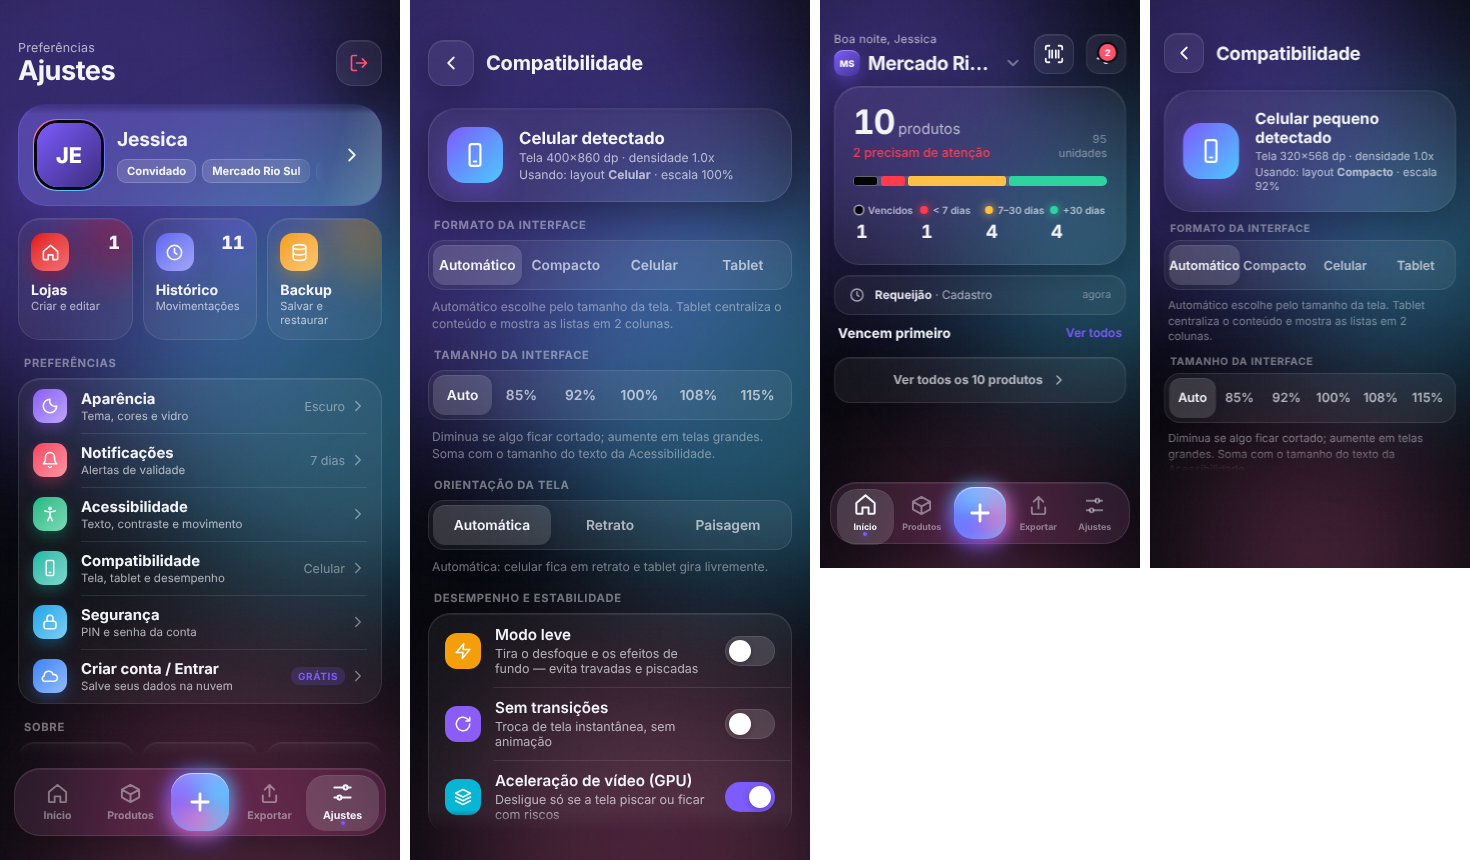 Preferências
Ajustes
JE
Jessica
Convidado
Mercado Rio Sul
1
Lojas
Criar e editar
11
Histórico
Movimentações
Backup
Salvar e
restaurar
PREFERÊNCIAS
Aparência
Tema, cores e vidro
Escuro
Notificações
Alertas de validade
7 dias
Acessibilidade
Texto, contraste e movimento
Compatibilidade
Tela, tablet e desempenho
Celular
Segurança
PIN e senha da conta
Criar conta / Entrar
Salve seus dados na nuvem
GRÁTIS
SOBRE
Início
Produtos
Exportar
Ajustes
Compatibilidade
Celular detectado
Tela 400×860 dp · densidade 1.0x
Usando: layout Celular · escala 100%
FORMATO DA INTERFACE
Automático Compacto Celular Tablet
Automático escolhe pelo tamanho da tela. Tablet centraliza o
conteúdo e mostra as listas em 2 colunas.
TAMANHO DA INTERFACE
Auto 85% 92% 100% 108% 115%
Diminua se algo ficar cortado; aumente em telas grandes.
Soma com o tamanho do texto da Acessibilidade.
ORIENTAÇÃO DA TELA
Automática Retrato Paisagem
Automática: celular fica em retrato e tablet gira livremente.
DESEMPENHO E ESTABILIDADE
Modo leve
Tira o desfoque e os efeitos de
fundo — evita travadas e piscadas
Sem transições
Troca de tela instantânea, sem
animação
Aceleração de vídeo (GPU)
Desligue só se a tela piscar ou ficar
com riscos
Boa noite, Jessica
MS Mercado Ri...
2
10 produtos
2 precisam de atenção
95
unidades
Vencidos < 7 dias 7–30 dias +30 dias
1 1 4 4
Requeijão · Cadastro agora
Vencem primeiro Ver todos
Ver todos os 10 produtos
Início
Produtos
Exportar
Ajustes
Compatibilidade
Celular pequeno
detectado
Tela 320×568 dp · densidade 1.0x
Usando: layout Compacto · escala
92%
FORMATO DA INTERFACE
Automático Compacto Celular Tablet
Automático escolhe pelo tamanho da tela. Tablet
centraliza o conteúdo e mostra as listas em 2
colunas.
TAMANHO DA INTERFACE
Auto 85% 92% 100% 108% 115%
Diminua se algo ficar cortado; aumente em telas
grandes. Soma com o tamanho do texto da
Acessibilidade.